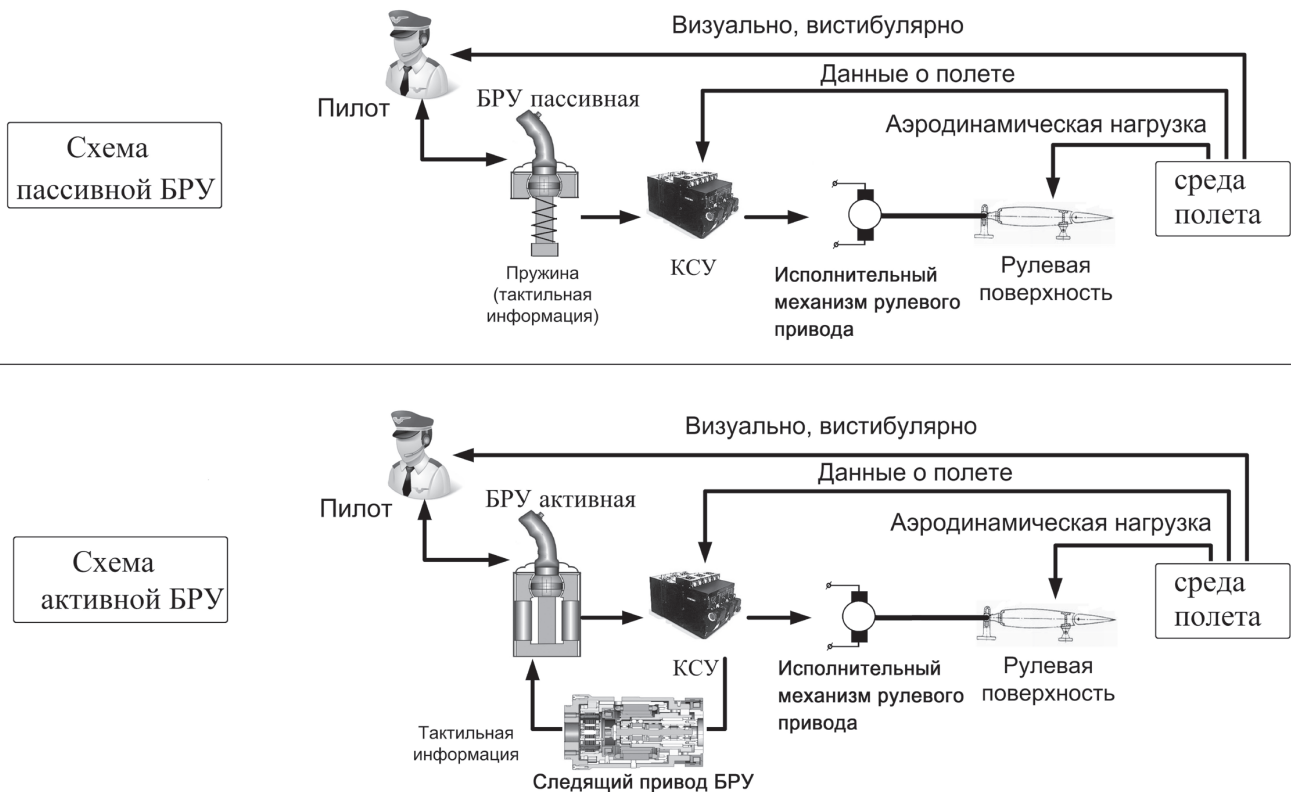 Визуально, вистибулярно
Данные о полете
БРУ пассивная
Пилот
Аэродинамическая нагрузка
Схема
пассивной БРУ
среда
полета
КСУ
Пружина
(тактильная
информация)
Исполнительный
механизм рулевого
привода
Рулевая
поверхность
Визуально, вистибулярно
Данные о полете
БРУ активная
Пилот
Аэродинамическая нагрузка
Схема
активной БРУ
среда
полета
КСУ
Исполнительный
механизм рулевого
привода
Рулевая
поверхность
Тактильная
информация
Следящий привод БРУ